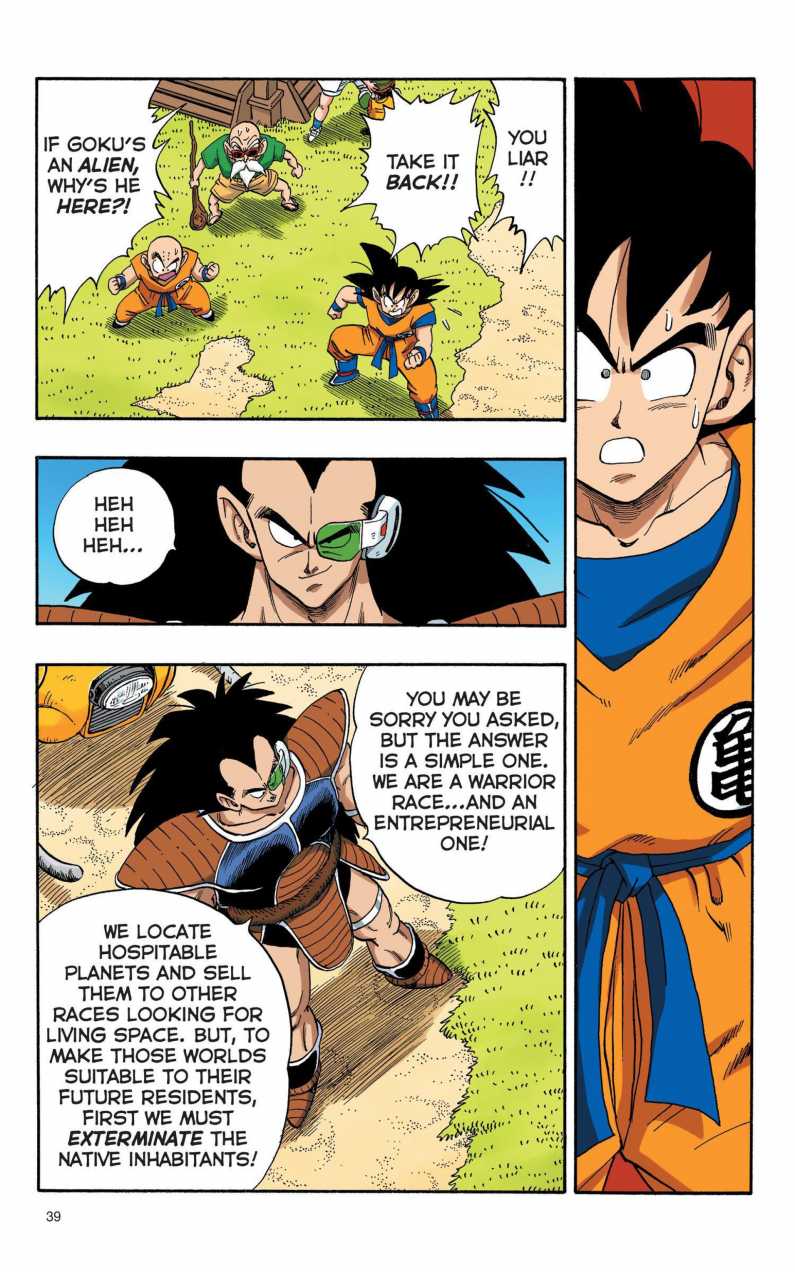 亀
YOU
LIAR
!!
TAKE IT
BACK!!
IF GOKU'S
AN ALIEN,
WHY'S HE
HERE?!
HEH
HEH
HEH...
YOU MAY BE
SORRY YOU ASKED,
BUT THE ANSWER
IS A SIMPLE ONE.
WE ARE A WARRIOR
RACE...AND AN
ENTREPRENEURIAL
ONE!
WE LOCATE
HOSPITABLE
PLANETS AND SELL
THEM TO OTHER
RACES LOOKING FOR
LIVING SPACE. BUT, TO
MAKE THOSE WORLDS
SUITABLE TO THEIR
FUTURE RESIDENTS,
FIRST WE MUST
EXTERMINATE THE
NATIVE INHABITANTS!
39